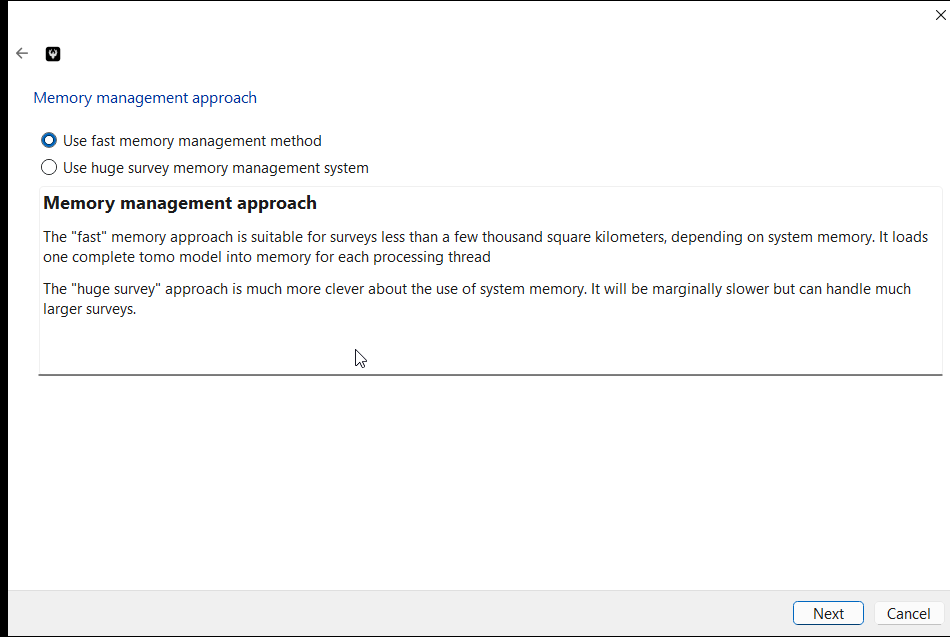 Memory management approach
Use fast memory management method
Use huge survey memory management system
Memory management approach
The "fast" memory approach is suitable for surveys less than a few thousand square kilometers, depending on system memory. It loads
one complete tomo model into memory for each processing thread
The "huge survey" approach is much more clever about the use of system memory. It will be marginally slower but can handle much
larger surveys.
Next
Cancel